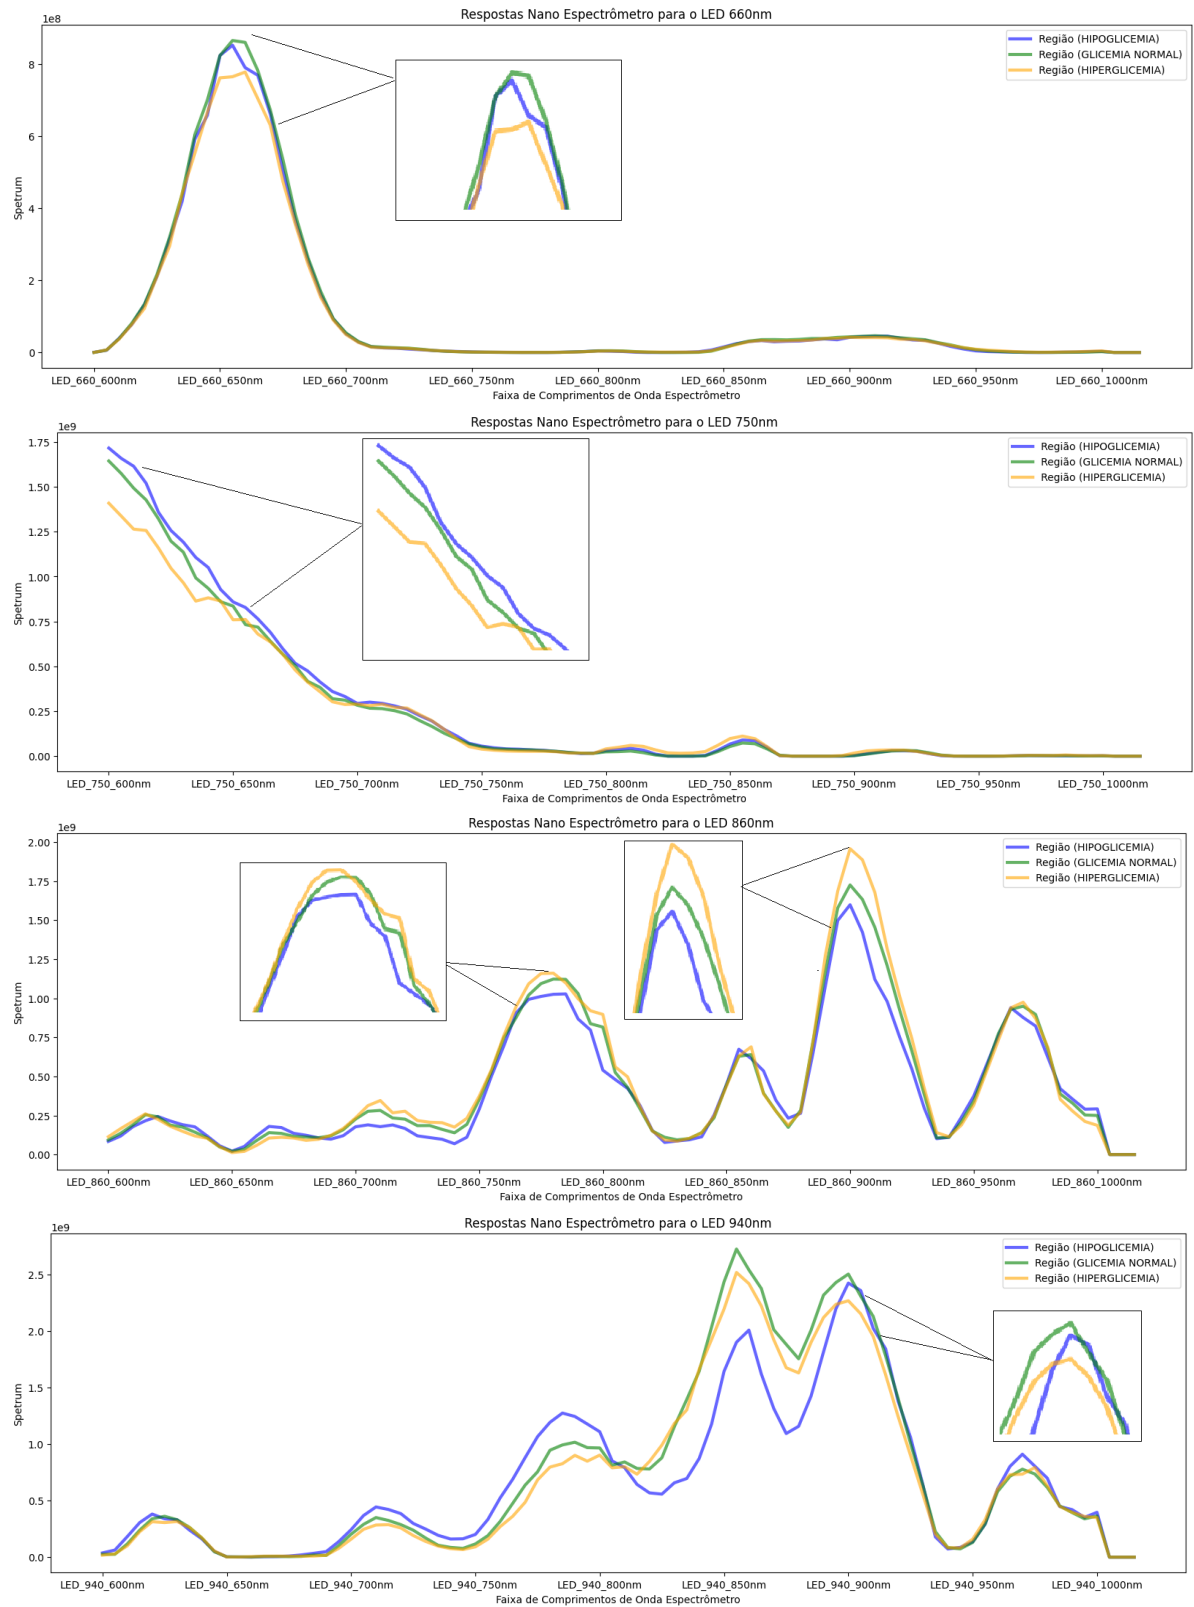 Respostas Nano Espectrômetro para o LED 660nm
1e8
Região (HIPOGLICEMIA)
Região (GLICEMIA NORMAL)
Região (HIPERGLICEMIA)
8
6
4
2
0
Spetrum
LED_660_600nm LED_660_650nm LED_660_700nm LED_660_750nm LED_660_800nm LED_660_850nm LED_660_900nm LED_660_950nm LED_660_1000nm
Faixa de Comprimentos de Onda Espectrômetro
Respostas Nano Espectrômetro para o LED 750nm
1e9
Região (HIPOGLICEMIA)
Região (GLICEMIA NORMAL)
Região (HIPERGLICEMIA)
1.75
1.50
1.25
1.00
0.75
0.50
0.25
0.00
Spetrum
LED_750_600nm LED_750_650nm LED_750_700nm LED_750_750nm LED_750_800nm LED_750_850nm LED_750_900nm LED_750_950nm LED_750_1000nm
Faixa de Comprimentos de Onda Espectrômetro
Respostas Nano Espectrômetro para o LED 860nm
1e9
Região (HIPOGLICEMIA)
Região (GLICEMIA NORMAL)
Região (HIPERGLICEMIA)
2.00
1.75
1.50
1.25
1.00
0.75
0.50
0.25
0.00
Spetrum
LED_860_600nm LED_860_650nm LED_860_700nm LED_860_750nm LED_860_800nm LED_860_850nm LED_860_900nm LED_860_950nm LED_860_1000nm
Faixa de Comprimentos de Onda Espectrômetro
Respostas Nano Espectrômetro para o LED 940nm
1e9
Região (HIPOGLICEMIA)
Região (GLICEMIA NORMAL)
Região (HIPERGLICEMIA)
2.5
2.0
1.5
1.0
0.5
0.0
Spetrum
LED_940_600nm LED_940_650nm LED_940_700nm LED_940_750nm LED_940_800nm LED_940_850nm LED_940_900nm LED_940_950nm LED_940_1000nm
Faixa de Comprimentos de Onda Espectrômetro